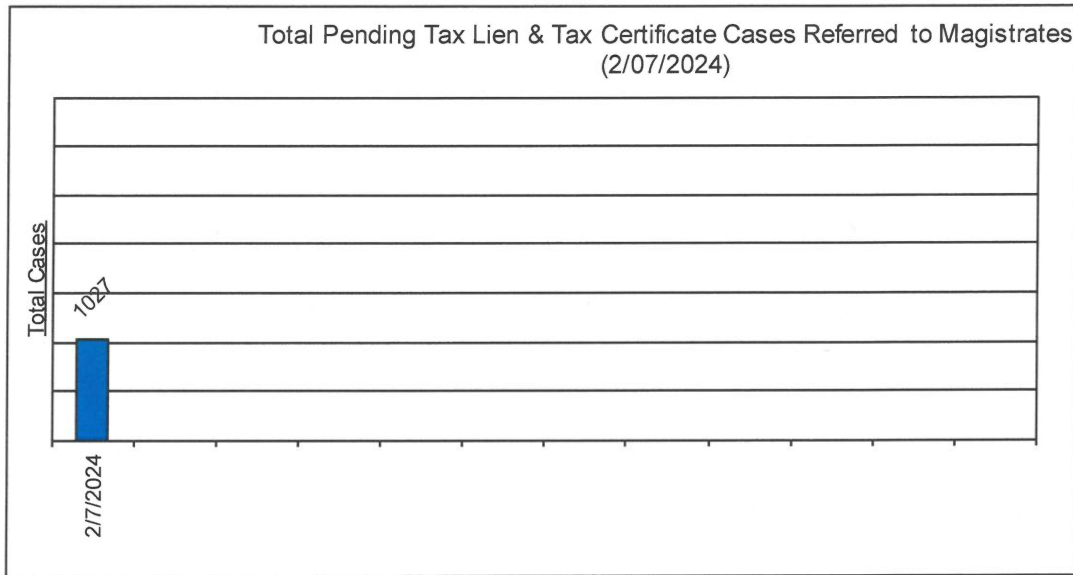 Total Pending Tax Lien & Tax Certificate Cases Referred to Magistrates
(2/07/2024)
Total Cases
1027
2/7/2024